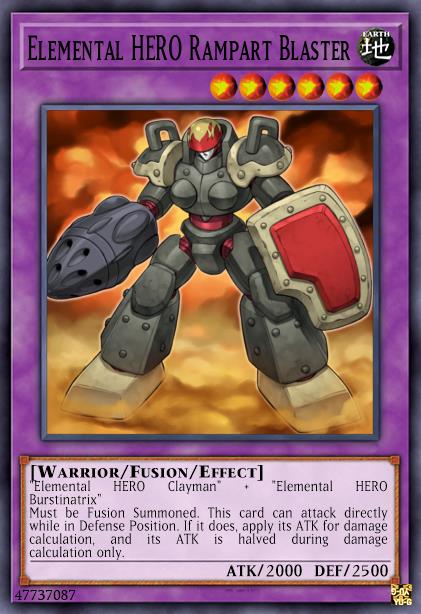 Elemental HERO Rampart Blaster
EARTH
地
[Warrior/Fusion/Effect]
"Elemental HERO Clayman" + "Elemental HERO
Burstinatrix"
Must be Fusion Summoned. This card can attack directly
while in Defense Position. If it does, apply its ATK for damage
calculation, and its ATK is halved during damage
calculation only.
ATK/2000 DEF/2500
47737087